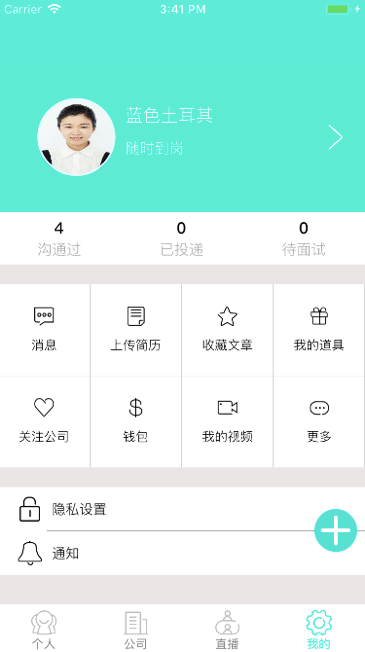 Carrier 3:41 PM
蓝色土耳其
随时到岗
4 0 0
沟通过 已投递 待面试
消息 上传简历 收藏文章 我的道具
关注公司 钱包 我的视频 更多
隐私设置
通知
个人 公司 直播 我的